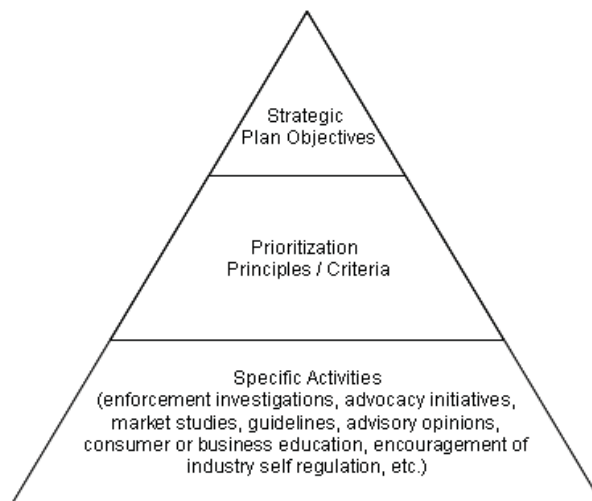 Strategic
Plan Objectives
Prioritization
Principles / Criteria
Specific Activities
(enforcement investigations, advocacy initiatives,
market studies, guidelines, advisory opinions,
consumer or business education, encouragement of
industry self regulation, etc.)